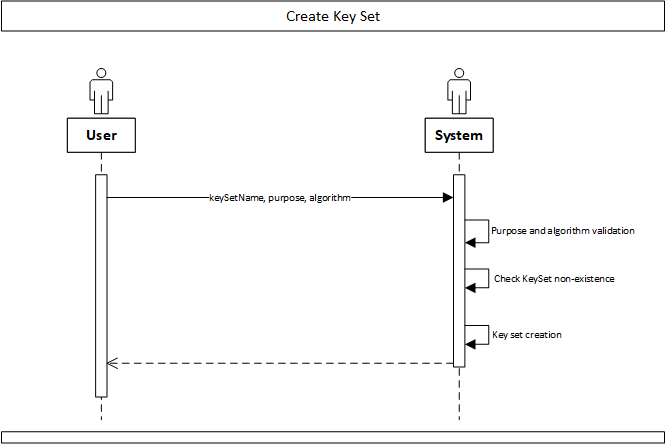 Create Key Set
User
System
keySetName, purpose, algorithm
Purpose and algorithm validation
Check KeySet non-existence
Key set creation